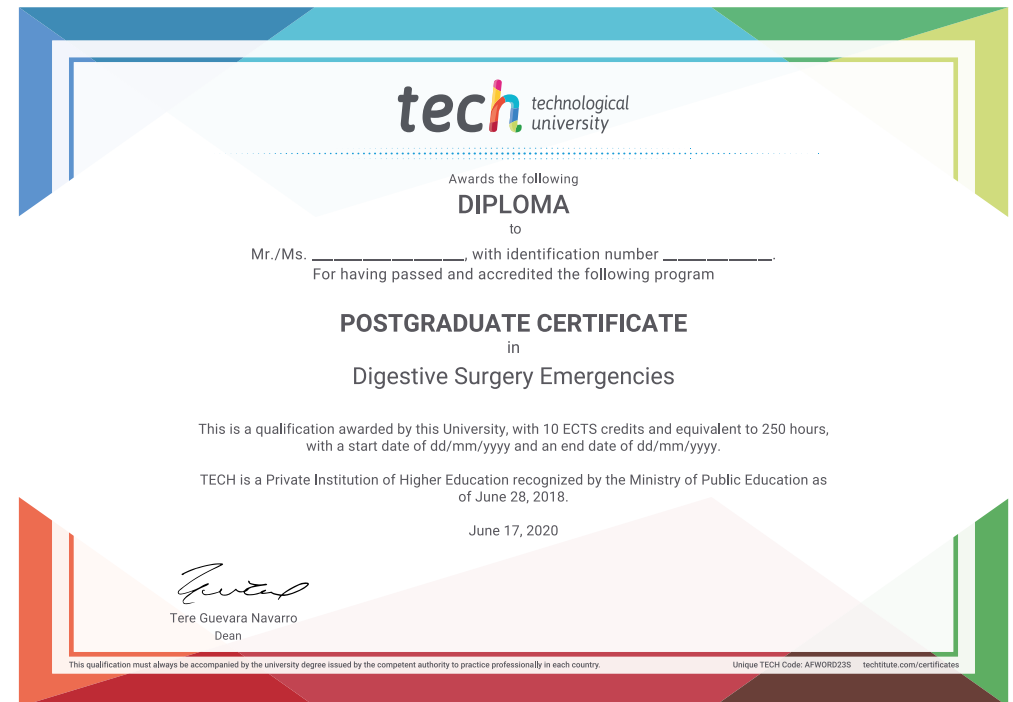 tech technological
university
Awards the following
DIPLOMA
to
Mr./Ms. __________________, with identification number _____________.
For having passed and accredited the following program
POSTGRADUATE CERTIFICATE
in
Digestive Surgery Emergencies
This is a qualification awarded by this University, with 10 ECTS credits and equivalent to 250 hours,
with a start date of dd/mm/yyyy and an end date of dd/mm/yyyy.
TECH is a Private Institution of Higher Education recognized by the Ministry of Public Education as
of June 28, 2018.
June 17, 2020
Tere Guevara Navarro
Dean
This qualification must always be accompanied by the university degree issued by the competent authority to practice professionally in each country.
Unique TECH Code: AFWORD23S techtitute.com/certificates